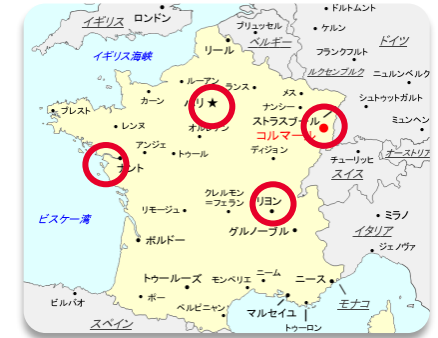 ドルトムント
イギリス
ロンドン
ブリュッセル
ケルン
イギリス海峡
リール
ベルギー
ドイツ
フランクフルト
ルクセンブルク
ニュルンベルク
ルーアン
ランス
メス
カーン
パリ
ナンシー
シュトゥットガルト
ブレスト
ストラスブール
レンヌ
オルレアン
コルマール
ミュンヘン
アンジェ
トゥール
ディジョン
チューリッヒ
オーストリア
ナント
スイス
クレルモン
=フェラン
リヨン
リモージュ
ミラノ
ビスケー湾
グルノーブル
イタリア
ボルドー
ジェノヴァ
トゥールーズ
モンペリエ
ニーム
ニース
ビルバオ
ポー
ペルピニャン
マルセイユ
モナコ
スペイン
トゥーロン